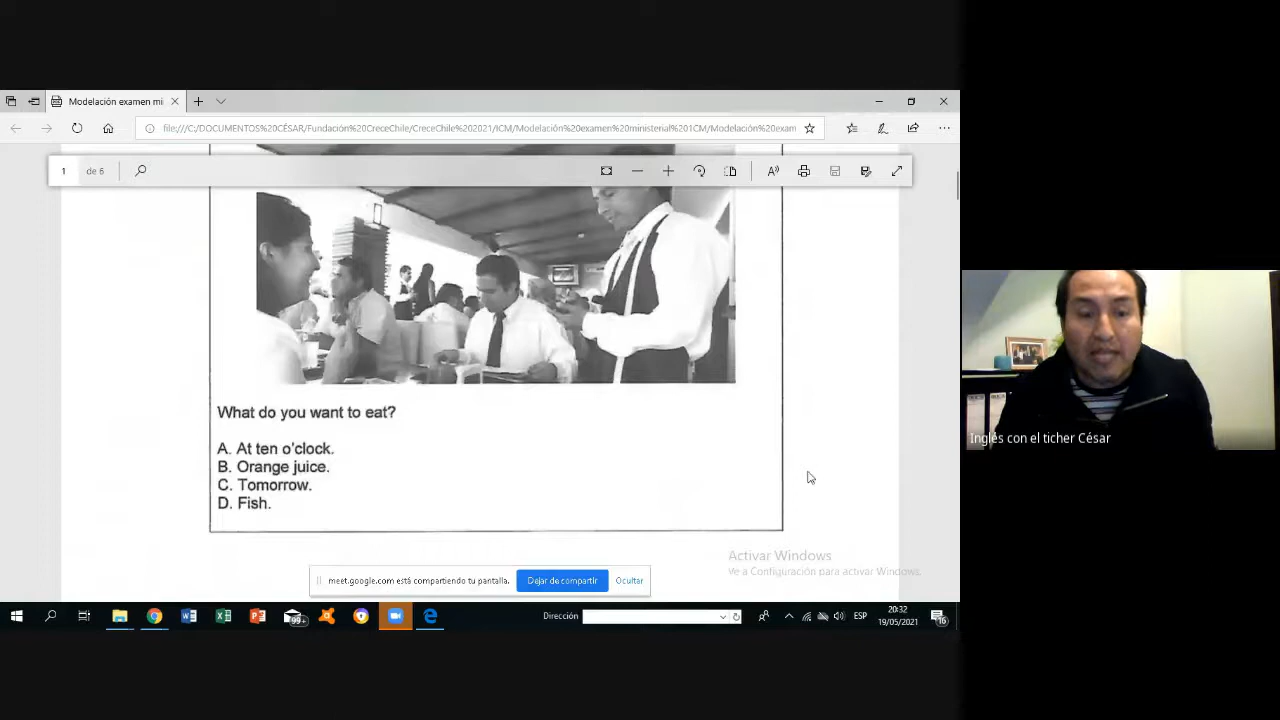 Modelación examen mi
file:///C:/DOCUMENTOS%20CÉSAR/Fundación%20CreceChile/CreceChile%202021/ICM/Modelación%20examen%20ministerial%201CM/Modelación%20exam
1 de 6
What do you want to eat?
A. At ten o'clock.
B. Orange juice.
C. Tomorrow.
D. Fish.
Inglés con el ticher César
Activar Windows
Ve a Configuración para activar Windows.
meet.google.com está compartiendo tu pantalla.
Dejar de compartir
Ocultar
99+
Dirección
ESP
20:32
19/05/2021
16